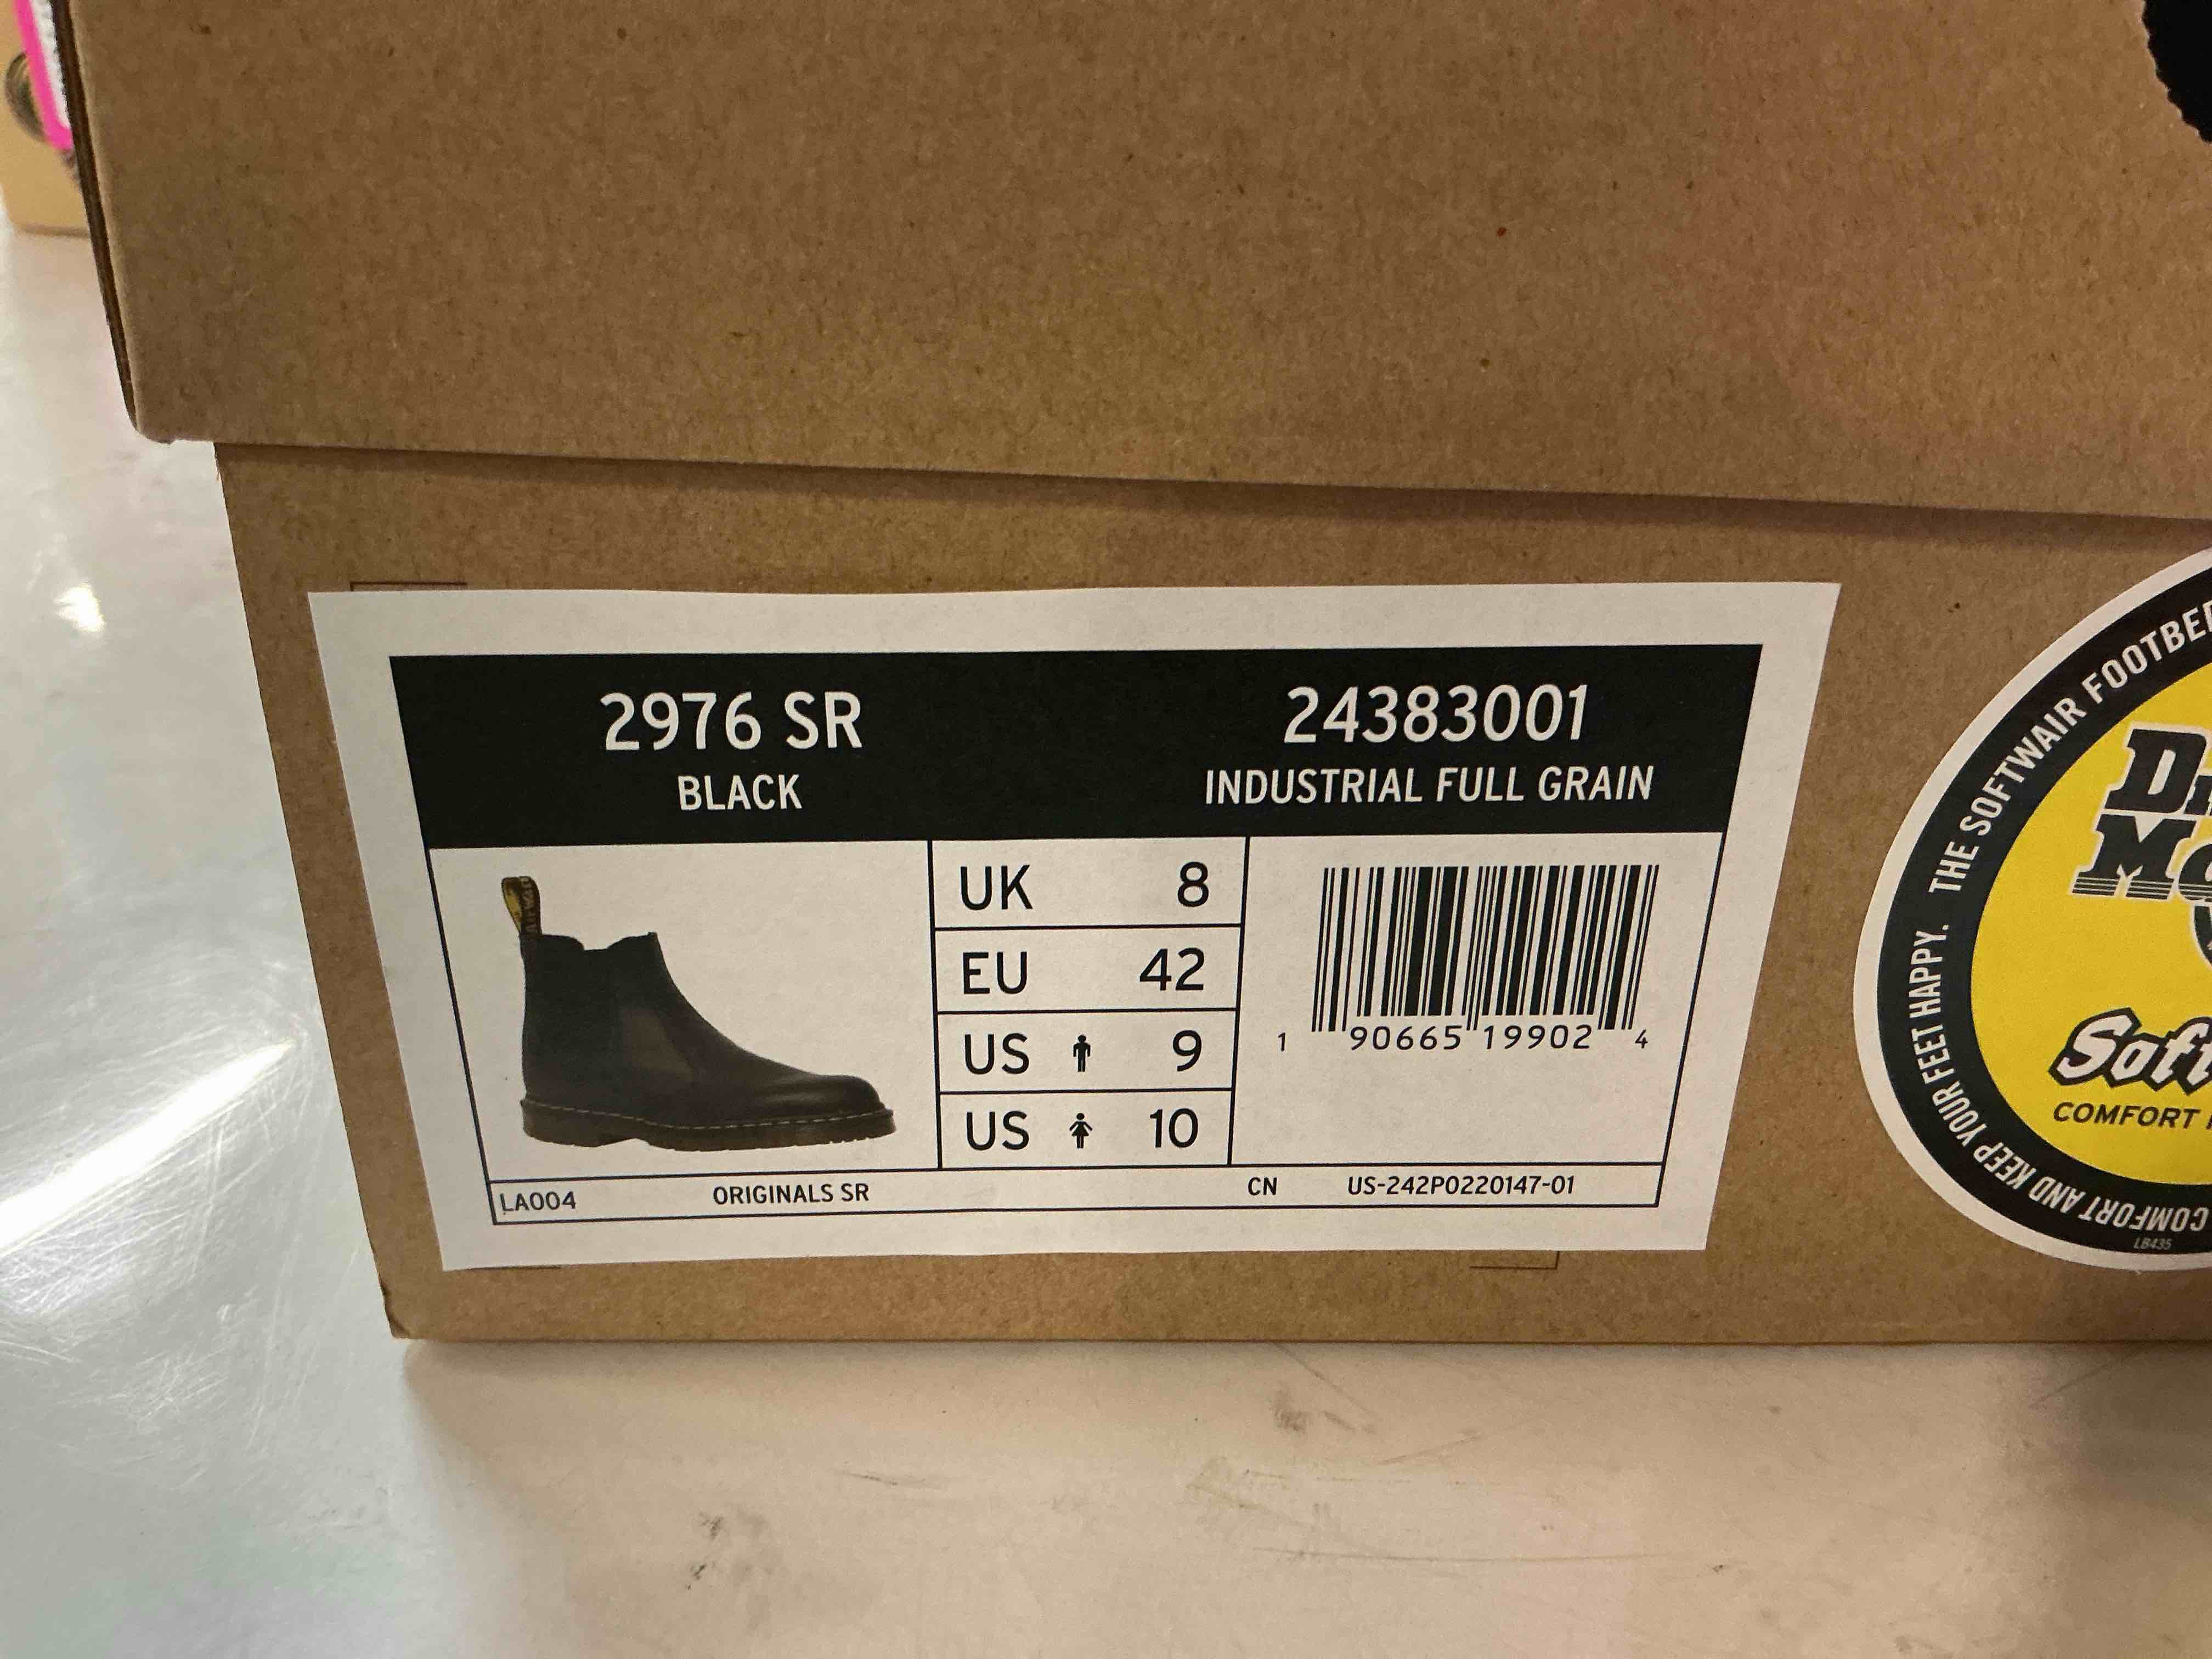 2976 SR
BLACK
24383001
INDUSTRIAL FULL GRAIN
UK 8
EU 42
US 9
US 10
1 90665 19902 4
LA004 ORIGINALS SR CN US-242P0220147-01
THE SOFTWAIR
COMFORT AND KEEP YOUR FEET HAPPY.
COMFORT
LB435